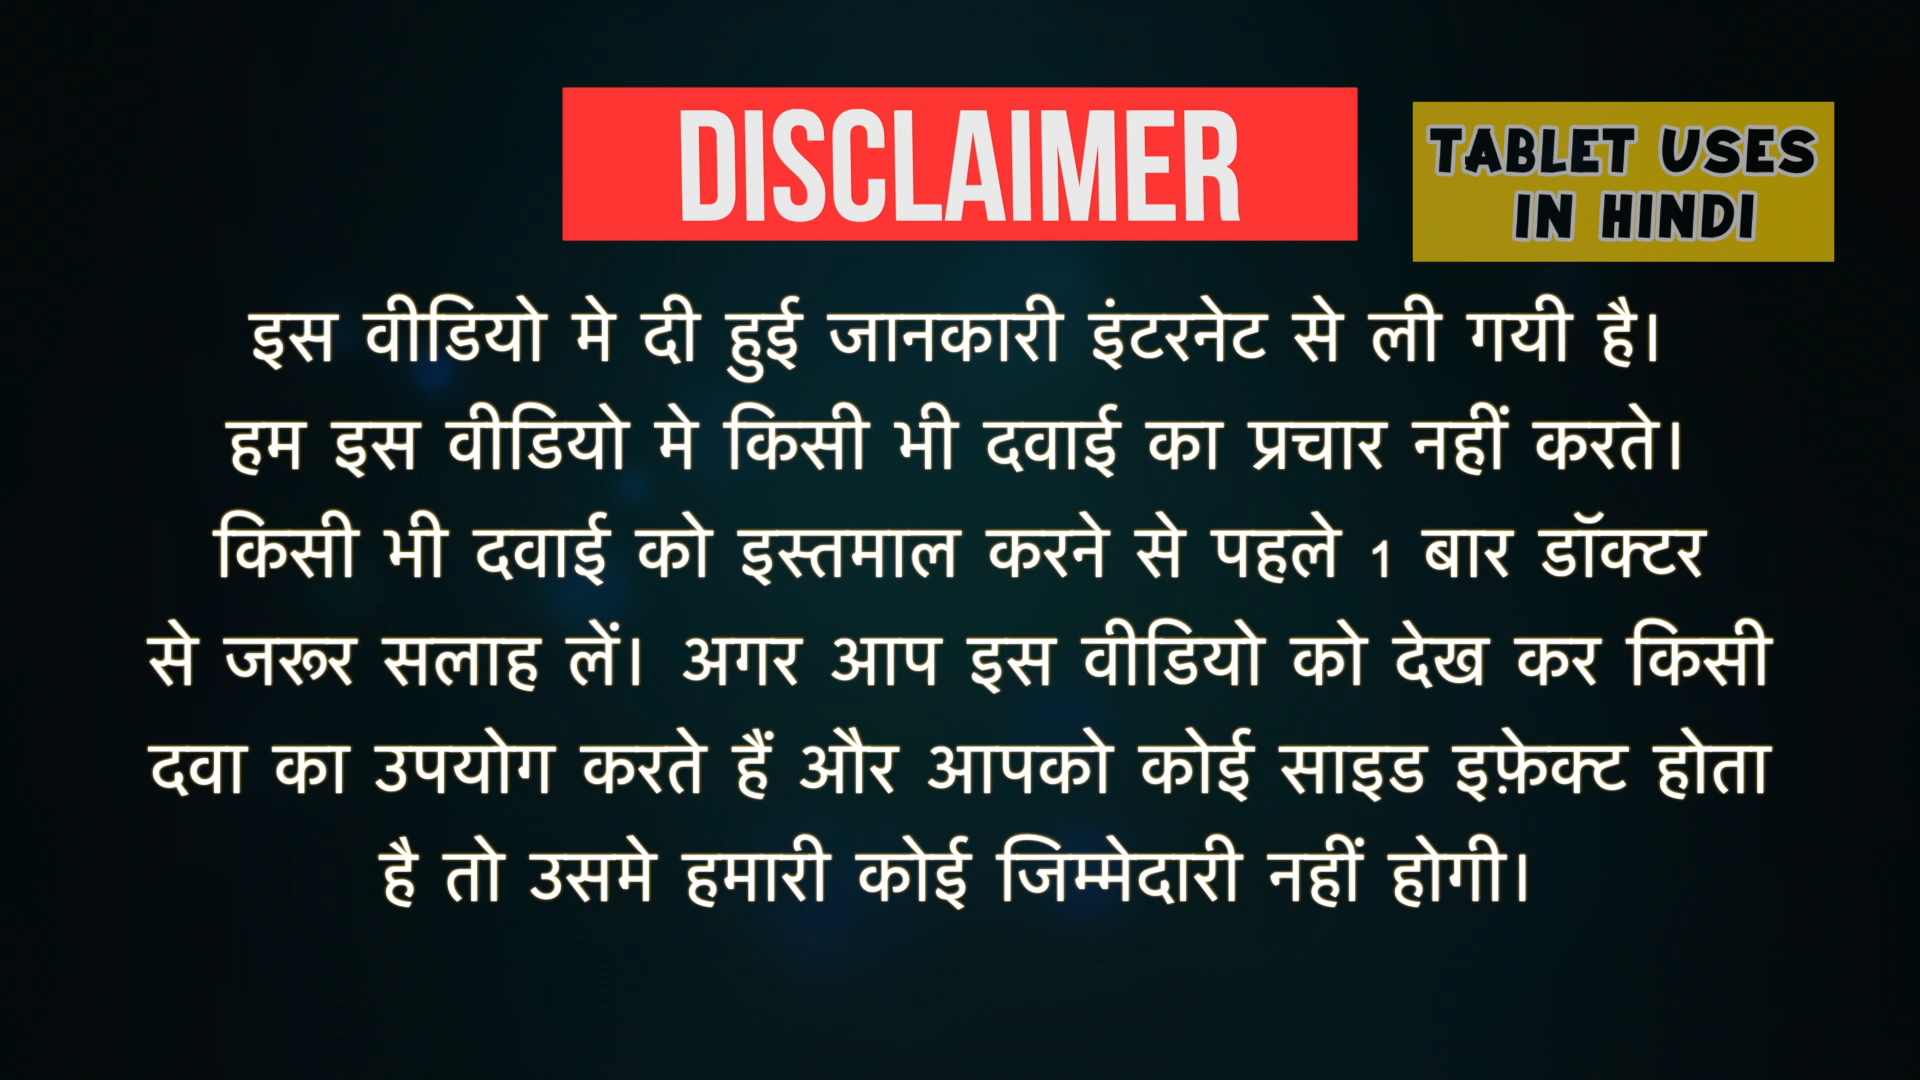 DISCLAIMER
TABLET USES
IN HINDI
इस वीडियो मे दी हुई जानकारी इंटरनेट से ली गयी है।
हम इस वीडियो मे किसी भी दवाई का प्रचार नहीं करते।
किसी भी दवाई को इस्तमाल करने से पहले 1 बार डॉक्टर
से जरूर सलाह लें। अगर आप इस वीडियो को देख कर किसी
दवा का उपयोग करते हैं और आपको कोई साइड इफ़ेक्ट होता
है तो उसमे हमारी कोई जिम्मेदारी नहीं होगी।